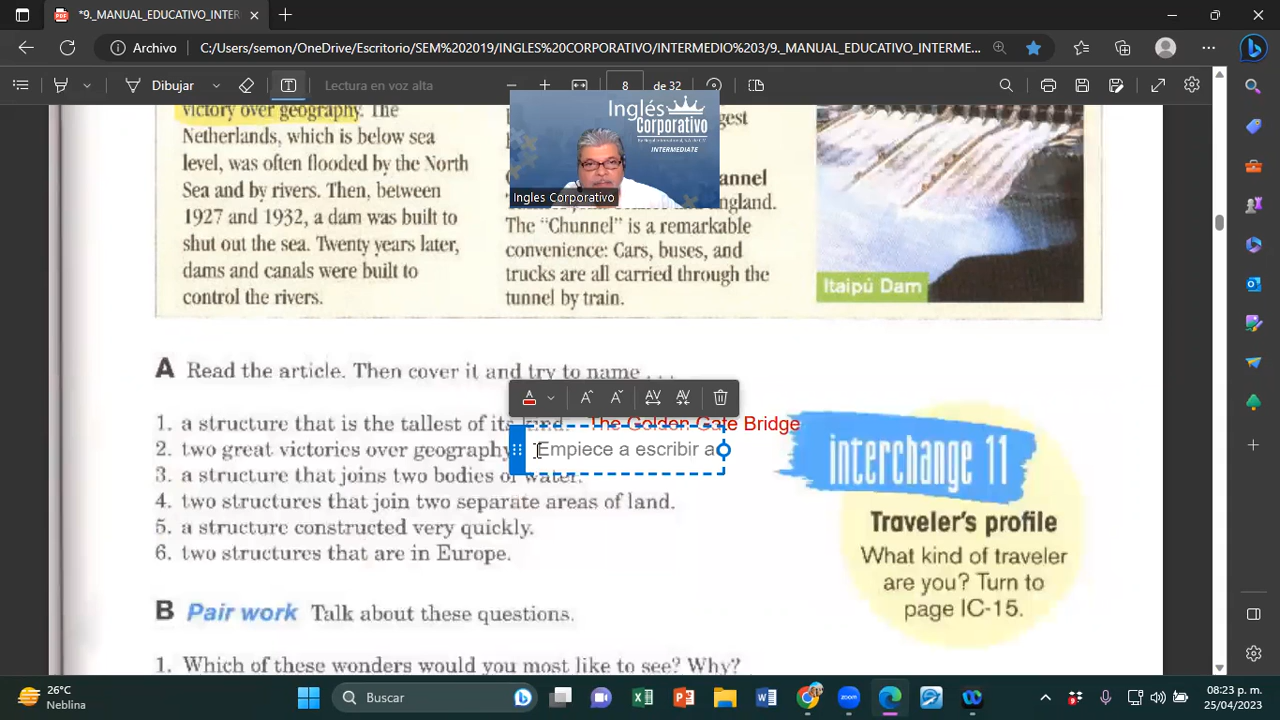 *9._MANUAL_EDUCATIVO_INTERMED
Archivo
C:/Users/semon/OneDrive/Escritorio/SEM%202019/INGLES%20CORPORATIVO/INTERMEDIO%203/9._MANUAL_EDUCATIVO_INTERME...
Dibujar
Lectura en voz alta
8
de 32
victory over geography. The
Netherlands, which is below sea
level, was often flooded by the North
Sea and by rivers. Then, between
1927 and 1932, a dam was built to
shut out the sea. Twenty years later,
dams and canals were built to
control the rivers.
Inglés
Corporativo
INTERMEDIATE
Ingles Corporativo
The "Chunnel" is a remarkable
convenience: Cars, buses, and
trucks are all carried through the
tunnel by train.
Itaipú Dam
A Read the article. Then cover it and try to name . . .
1. a structure that is the tallest of its kind. The Golden Gate Bridge
2. two great victories over geography
Empiece a escribir a
3. a structure that joins two bodies of water.
4. two structures that join two separate areas of land.
5. a structure constructed very quickly.
6. two structures that are in Europe.
interchange 11
Traveler's profile
What kind of traveler
are you? Turn to
page IC-15.
B Pair work Talk about these questions.
1. Which of these wonders would you most like to see? Why?
26°C
Neblina
Buscar
08:23 p. m.
25/04/2023